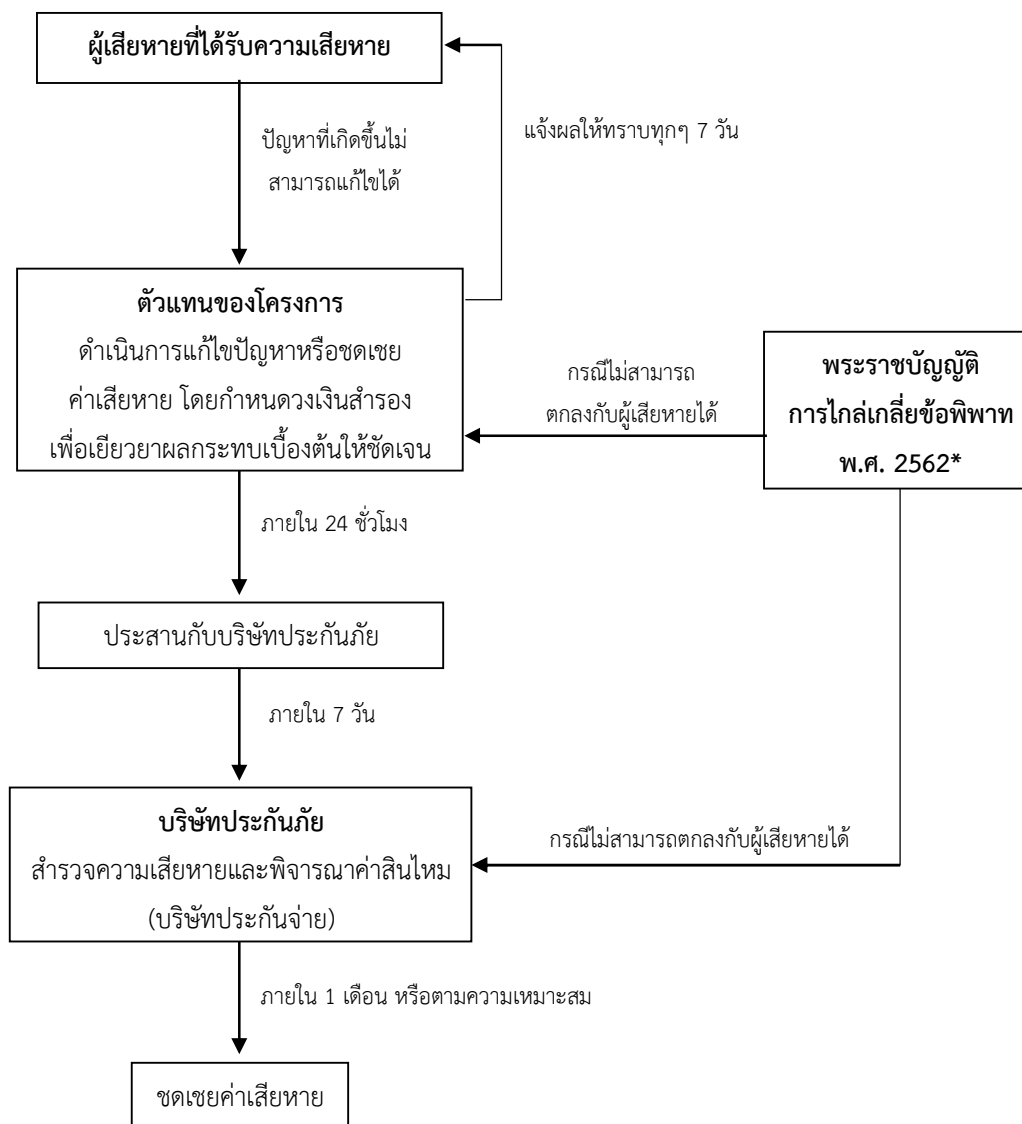 ผู้เสียหายที่ได้รับความเสียหาย
แจ้งผลให้ทราบทุกๆ 7 วัน
ปัญหาที่เกิดขึ้นไม่
สามารถแก้ไขได้
ตัวแทนของโครงการ
ดำเนินการแก้ไขปัญหาหรือชดเชย
ค่าเสียหาย โดยกำหนดวงเงินสำรอง
เพื่อเยียวยาผลกระทบเบื้องต้นให้ชัดเจน
กรณีไม่สามารถ
ตกลงกับผู้เสียหายได้
พระราชบัญญัติ
การไกล่เกลี่ยข้อพิพาท
พ.ศ. 2562*
ภายใน 24 ชั่วโมง
ประสานกับบริษัทประกันภัย
ภายใน 7 วัน
บริษัทประกันภัย
สำรวจความเสียหายและพิจารณาค่าสินไหม
(บริษัทประกันจ่าย)
กรณีไม่สามารถตกลงกับผู้เสียหายได้
ภายใน 1 เดือน หรือตามความเหมาะสม
ชดเชยค่าเสียหาย